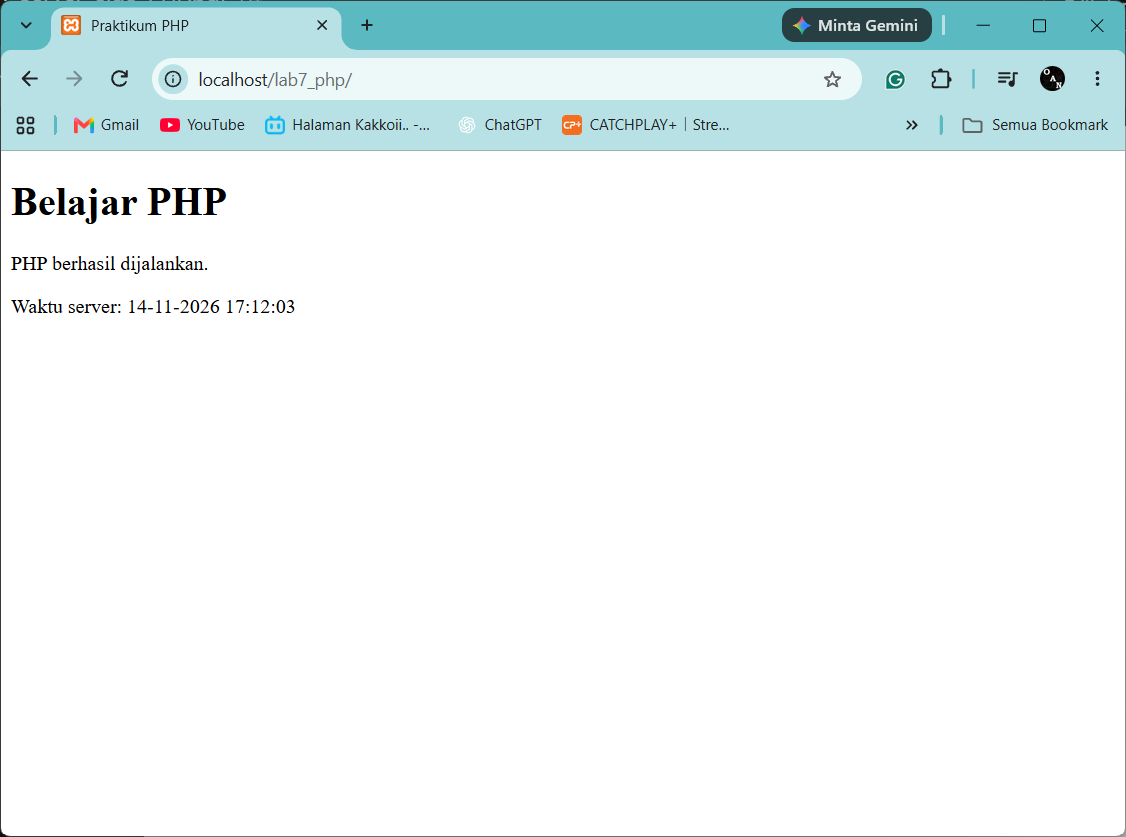 Praktikum PHP
Minta Gemini
localhost/lab7_php/
Gmail
YouTube
Halaman Kakkoii.. -...
ChatGPT
CP+
CATCHPLAY+ | Stre...
Semua Bookmark
Belajar PHP
PHP berhasil dijalankan.
Waktu server: 14-11-2026 17:12:03